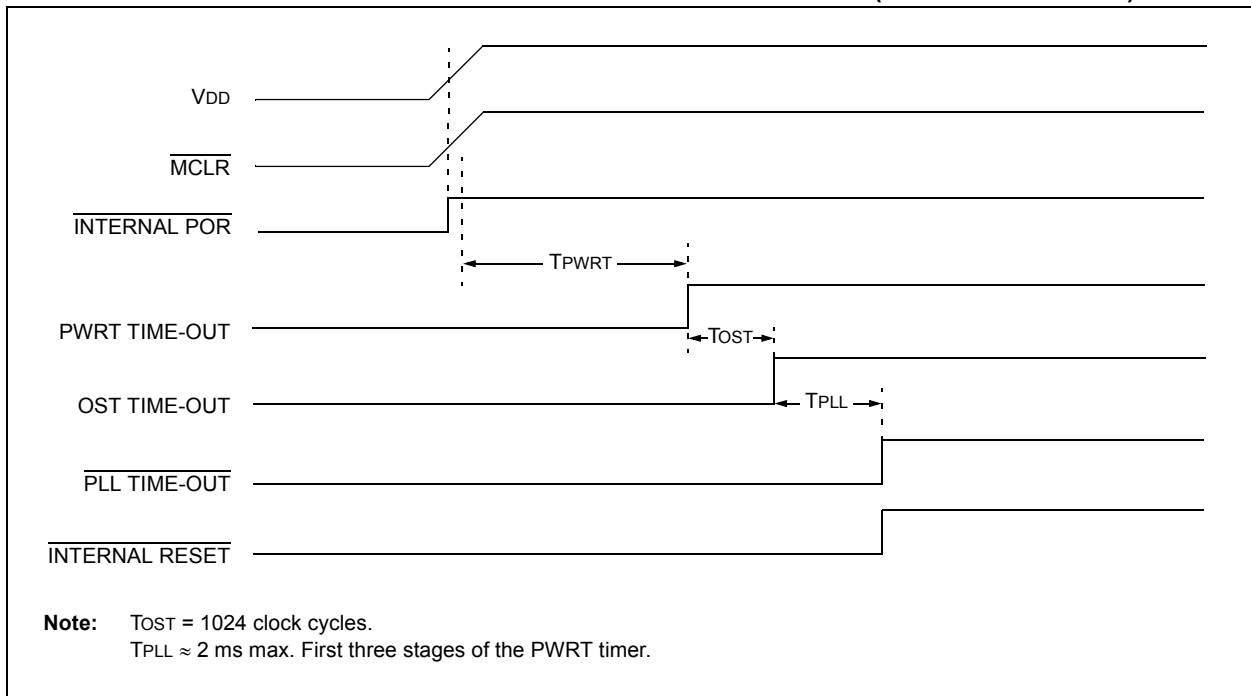 VDD
MCLR
INTERNAL POR
TPWRT
PWRT TIME-OUT
TOST
OST TIME-OUT
TPLL
PLL TIME-OUT
INTERNAL RESET
Note: TOST = 1024 clock cycles.
TPLL ≈ 2 ms max. First three stages of the PWRT timer.